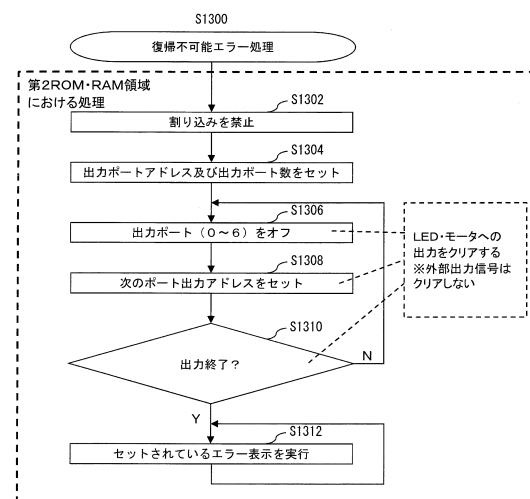 S1300
復帰不可能エラー処理
第2ROM・RAM領域
における処理
S1302
割り込みを禁止
S1304
出力ポートアドレス及び出力ポート数をセット
S1306
出力ポート（0～6）をオフ
LED・モータへの
出力をクリアする
※外部出力信号は
クリアしない
S1308
次のポート出力アドレスをセット
S1310
出力終了？
N
Y
S1312
セットされているエラー表示を実行